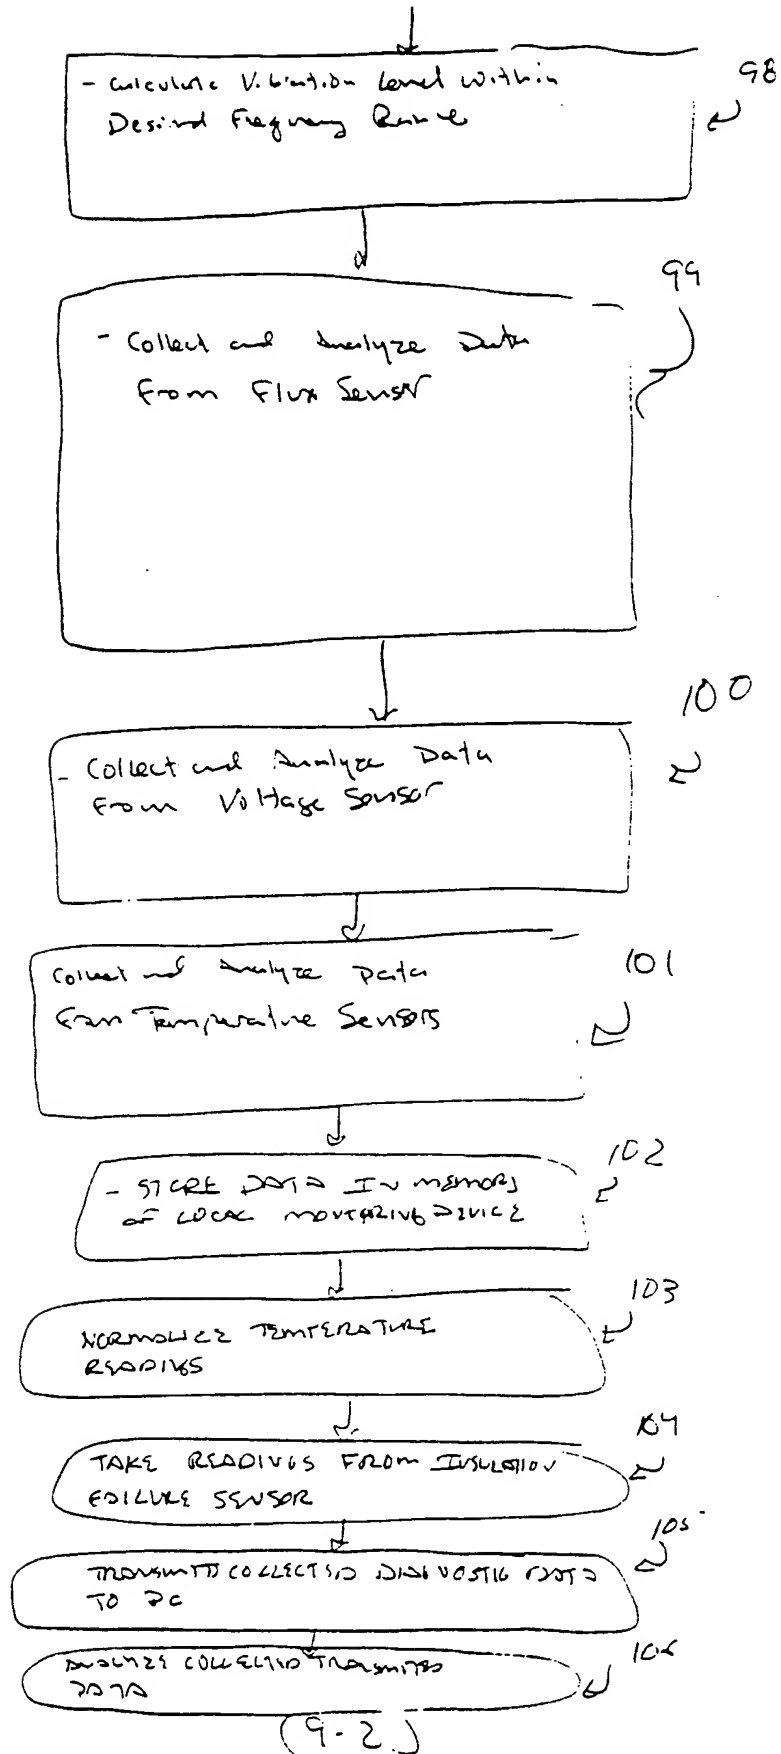 98
- Calculate Vibration Level within
Desired Frequency Range
99
- Collect and Analyze Data
From Flux Sensor
100
- Collect and Analyze Data
From Voltage Sensor
101
Collect and Analyze Data
From Temperature Sensors
102
- STORE DATA IN MEMORY
OF LOCAL MONITORING DEVICE
103
NORMALIZE TEMPERATURE
READINGS
104
TAKE READINGS FROM INSULATION
FAILURE SENSOR
105
TRANSMITS COLLECTED DIAGNOSTIC DATA
TO PC
106
ANALYZE COLLECTED TRANSMITTED
DATA
(9-2)